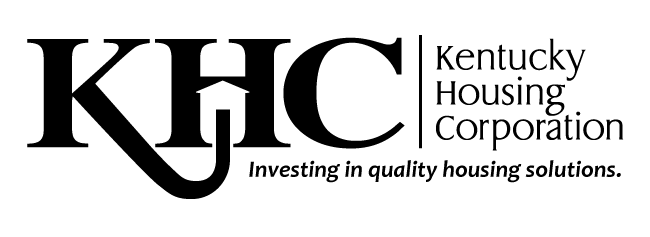 KHC
Kentucky
Housing
Corporation
Investing in quality housing solutions.